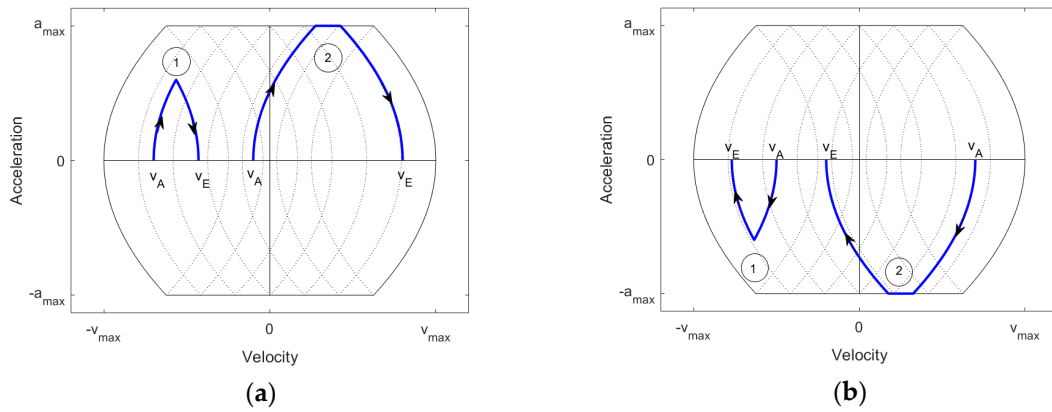 a_max
Acceleration
0
-a_max
1
2
v_A
v_E
v_A
v_E
-v_max
0
v_max
Velocity
(a)
a_max
Acceleration
0
-a_max
v_E
v_A
v_E
v_A
1
2
-v_max
0
v_max
Velocity
(b)